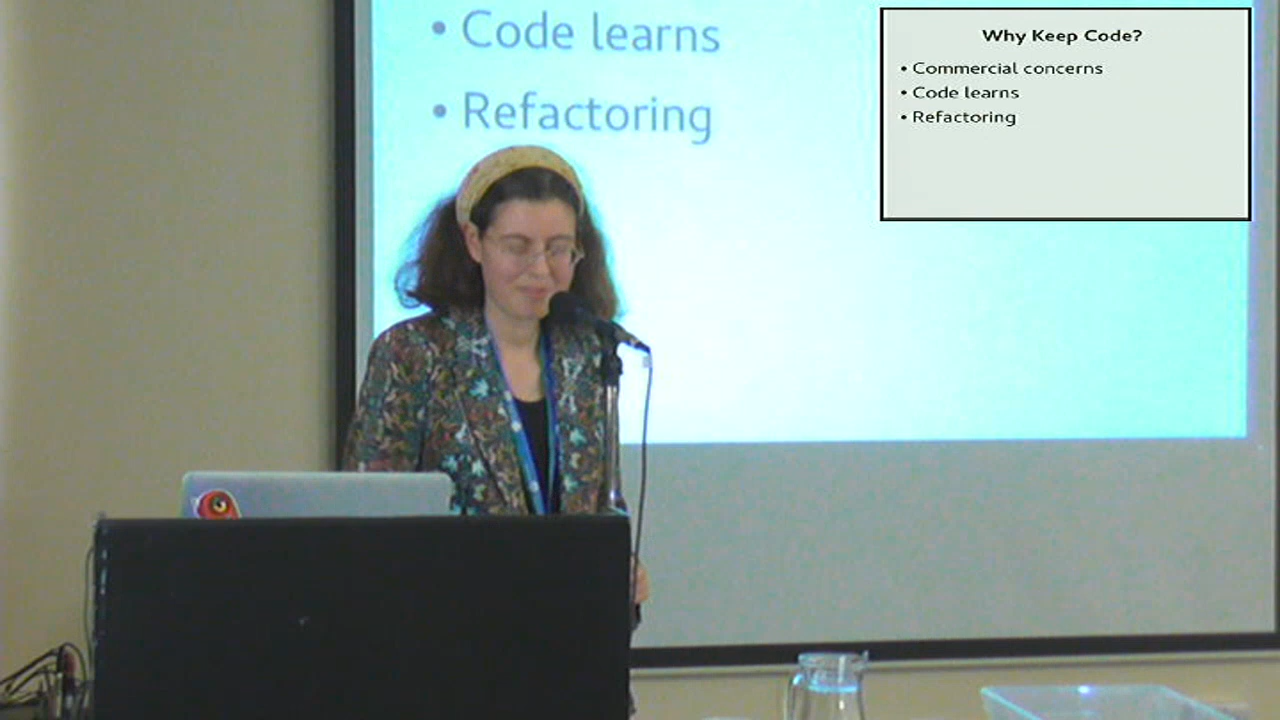 • Code learns
• Refactoring
Why Keep Code?
• Commercial concerns
• Code learns
• Refactoring